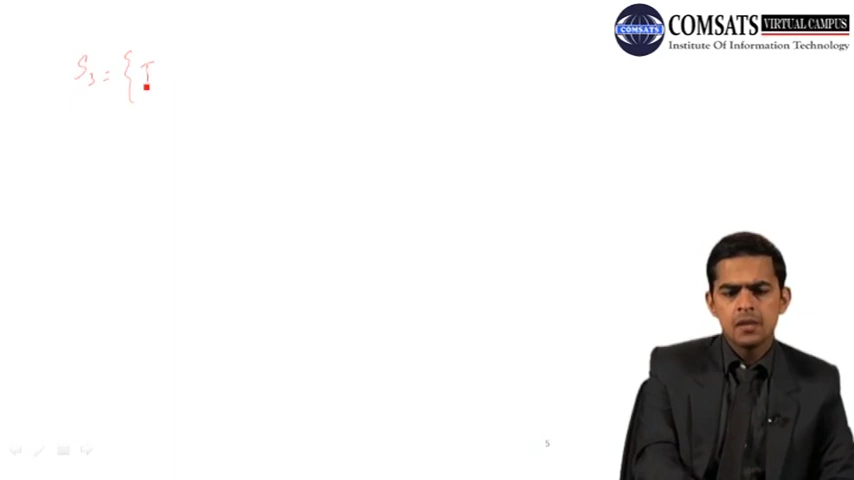 COMSATS VIRTUAL CAMPUS
COMSATS
Institute Of Information Technology
S₃ = { I
5